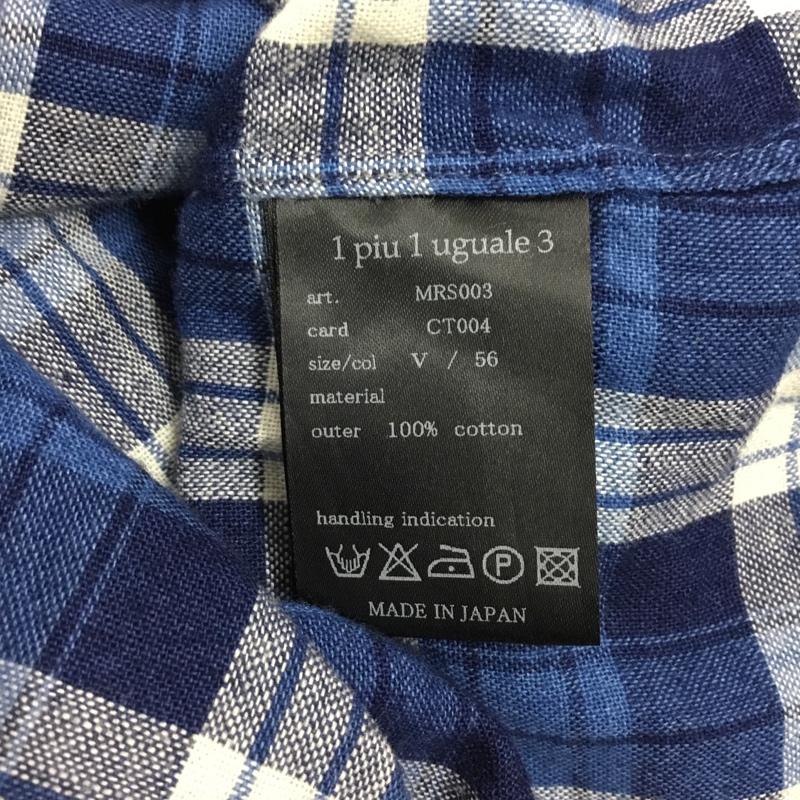 1 piu 1 uguale 3
art. MRS003
card CT004
size/col V / 56
material
outer 100% cotton
handling indication
P
MADE IN JAPAN